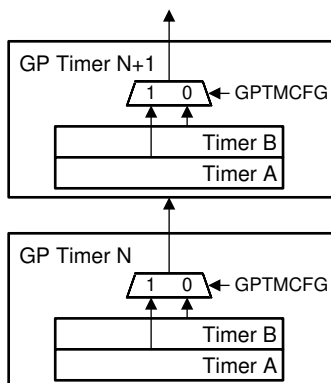 GP Timer N+1
1 0
GPTMCFG
Timer B
Timer A
GP Timer N
1 0
GPTMCFG
Timer B
Timer A